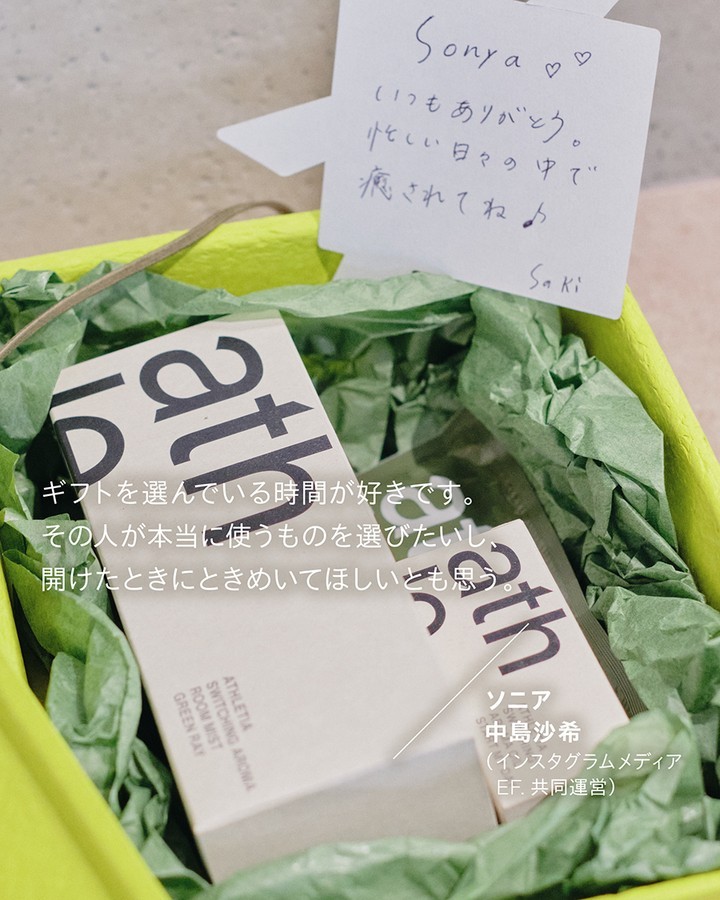 Sonya ♡♡
いつもありがとう。
忙しい日々の中で
癒されてね♪
Saki
ath
ath
ath
ギフトを選んでいる時間が好きです。
その人が本当に使うものを選びたいし、
開けたときにときめいてほしいとも思う。
ATHLETIA
SWITCHING AROMA
ROOM MIST
GREEN RAY
ソニア
中島沙希
(インスタグラムメディア
EF. 共同運営)